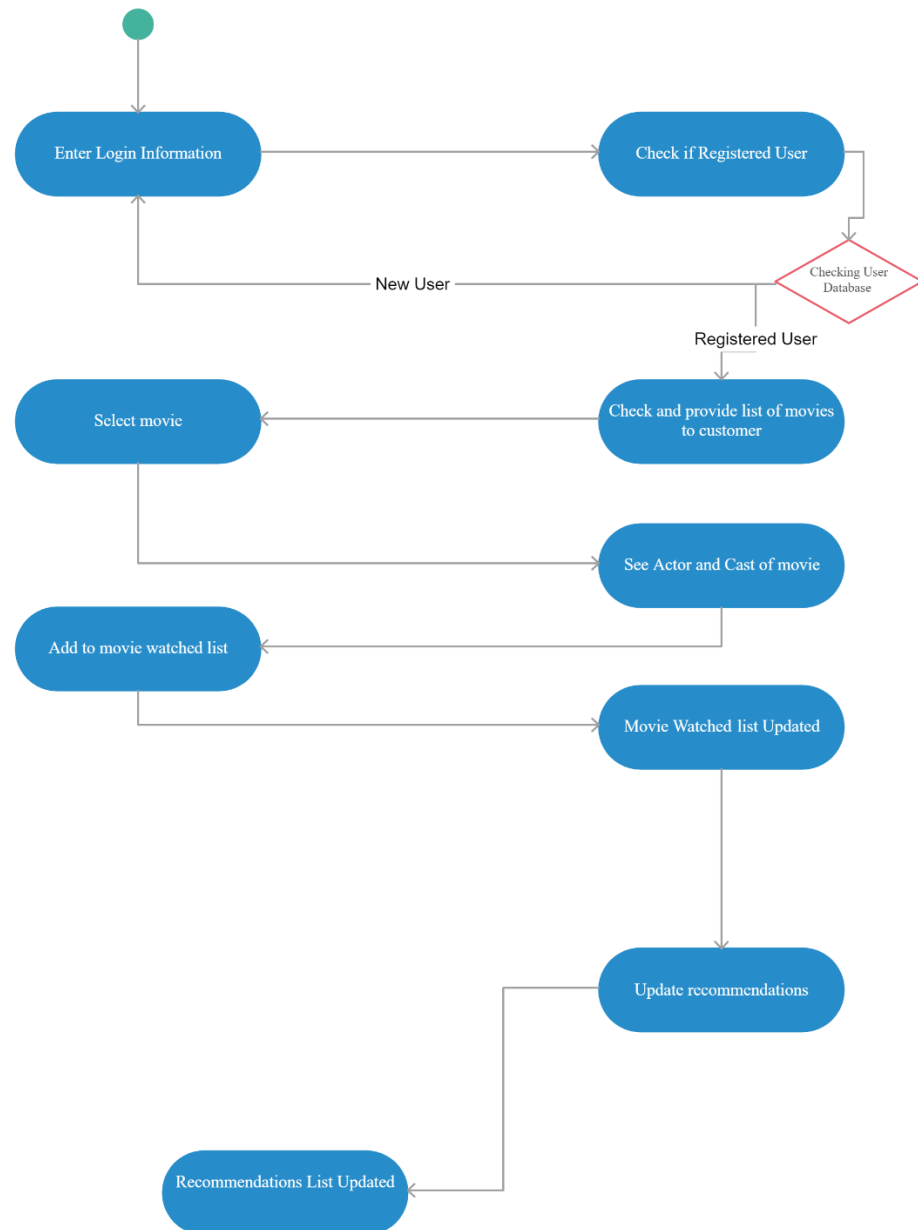 Enter Login Information
Check if Registered User
Checking User
Database
New User
Registered User
Select movic
Check and provide list of movies
to customer
See Actor and Cast of movie
Add to movie watched list
Movie Watched list Updated
Update recommendations
Recommendations List Updated